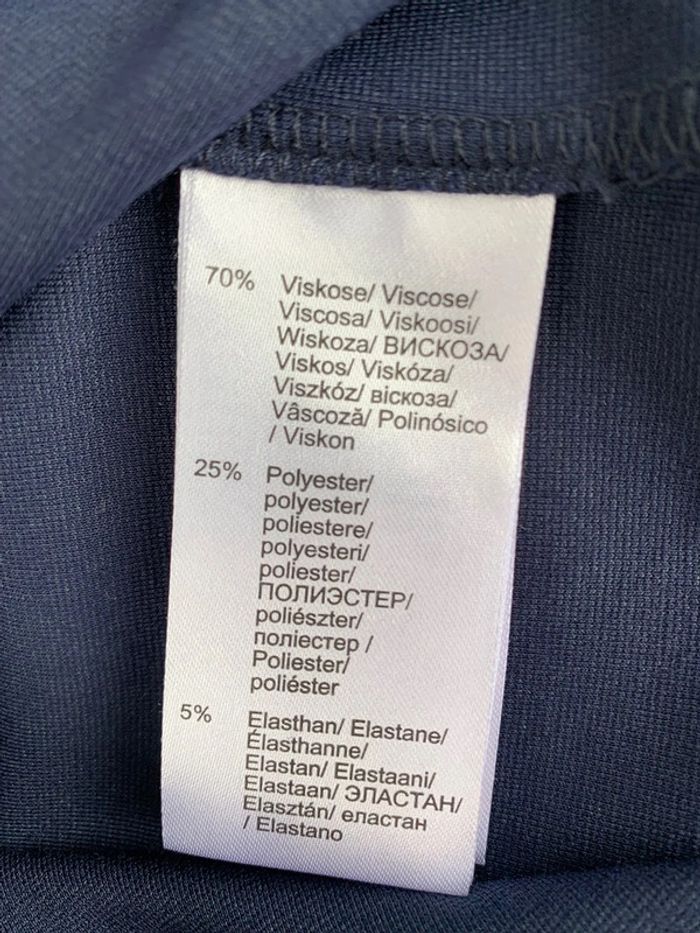 70% Viskose/ Viscose/
Viscosa/ Viskoosi/
Wiskoza/ ВИСКОЗА/
Viskos/ Viskóza/
Viszkóz/ віскоза/
Vâscoză/ Polinósico
/ Viskon
25% Polyester/
polyester/
poliestere/
polyesteri/
poliester/
ПОЛИЭСТЕР/
poliészter/
поліестер /
Poliester/
poliéster
5% Elasthan/ Elastane/
Élasthanne/
Elastan/ Elastaani/
Elastaan/ ЭЛАСТАН/
Elasztán/ еластан
/ Elastano